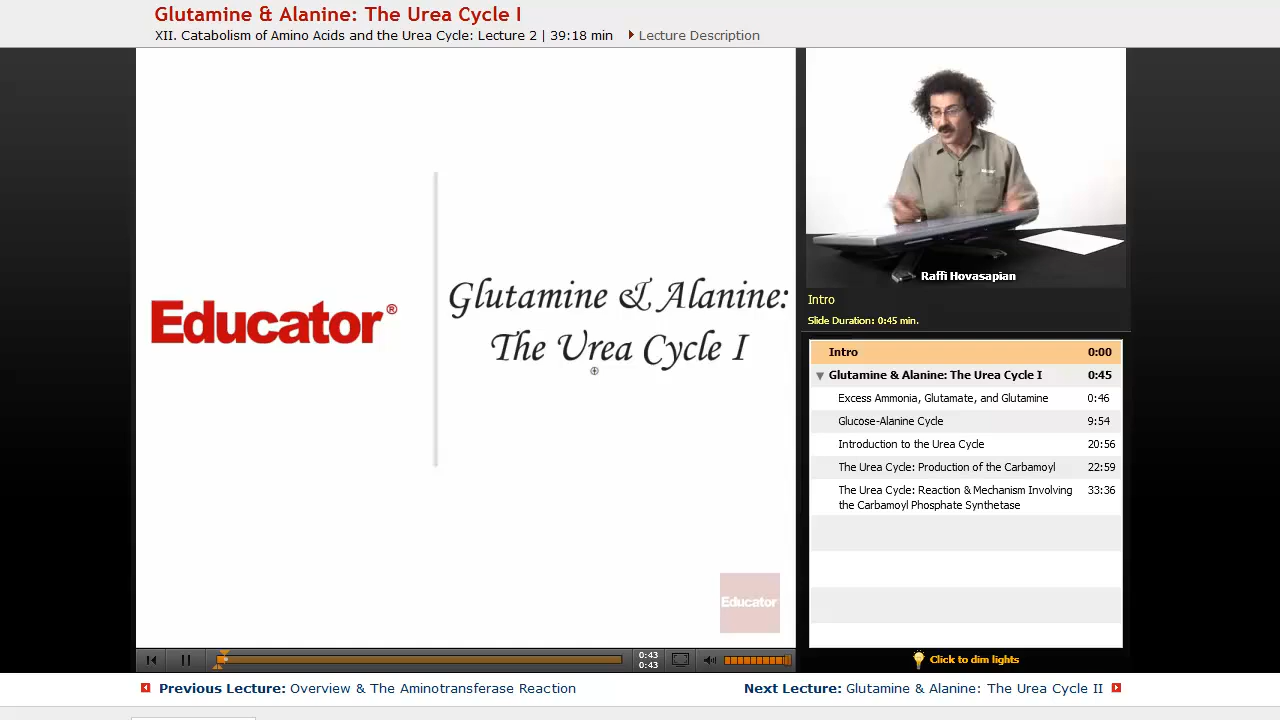 Glutamine & Alanine: The Urea Cycle I
XII. Catabolism of Amino Acids and the Urea Cycle: Lecture 2 | 39:18 min
Lecture Description
Educator®
Glutamine & Alanine:
The Urea Cycle I
Educator
Raffi Hovasapian
Intro
Slide Duration: 0:45 min.
Intro 0:00
Glutamine & Alanine: The Urea Cycle I 0:45
Excess Ammonia, Glutamate, and Glutamine 0:46
Glucose-Alanine Cycle 9:54
Introduction to the Urea Cycle 20:56
The Urea Cycle: Production of the Carbamoyl 22:59
The Urea Cycle: Reaction & Mechanism Involving 33:36
the Carbamoyl Phosphate Synthetase
0:43
0:43
Click to dim lights
Previous Lecture: Overview & The Aminotransferase Reaction
Next Lecture: Glutamine & Alanine: The Urea Cycle II